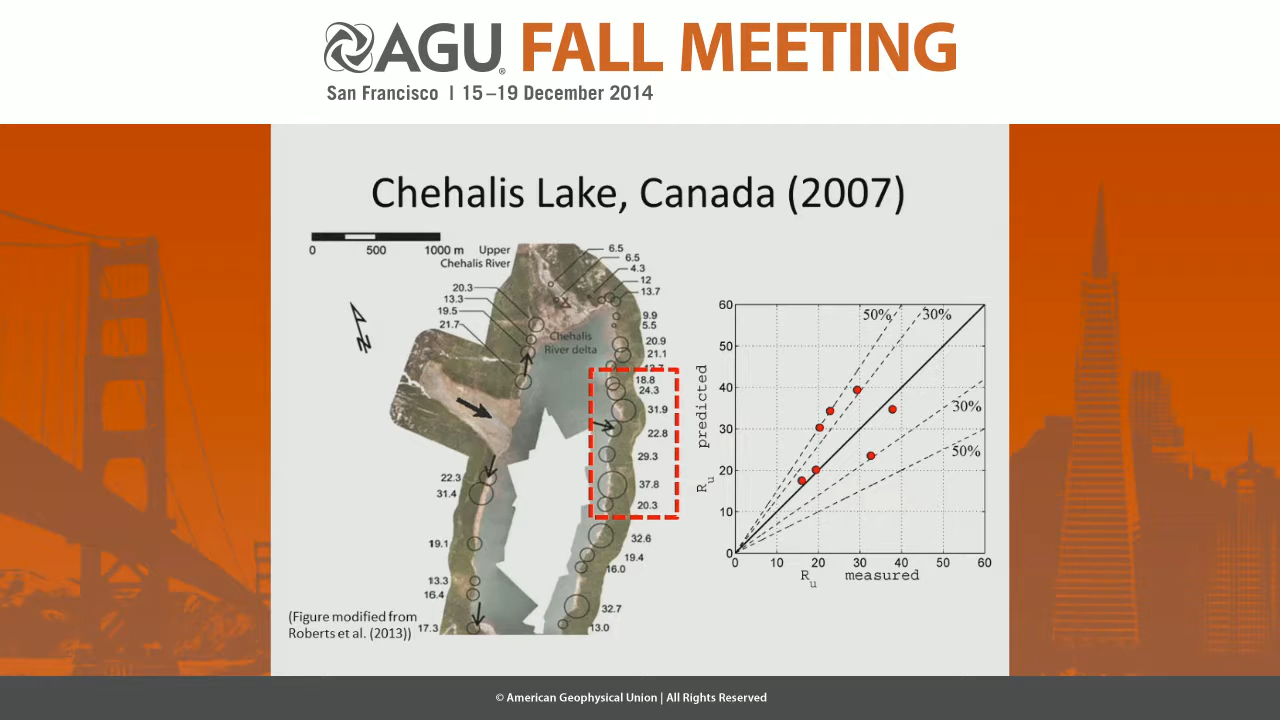 AGU FALL MEETING
San Francisco | 15–19 December 2014
Chehalis Lake, Canada (2007)
0 500 1000 m
Upper
Chehalis River
6.5
6.5
4.3
12
13.7
20.3
13.3
19.5
21.7
9.9
5.5
20.9
21.1
Chehalis
River delta
18.8
24.3
31.9
22.8
29.3
37.8
20.3
22.3
31.4
32.6
19.1
19.4
16.0
13.3
16.4
32.7
17.3
13.0
N
(Figure modified from
Roberts et al. (2013))
60
50
40
30
20
10
0
Ru predicted
50%
30%
30%
50%
0 10 20 30 40 50 60
Ru measured
© American Geophysical Union | All Rights Reserved